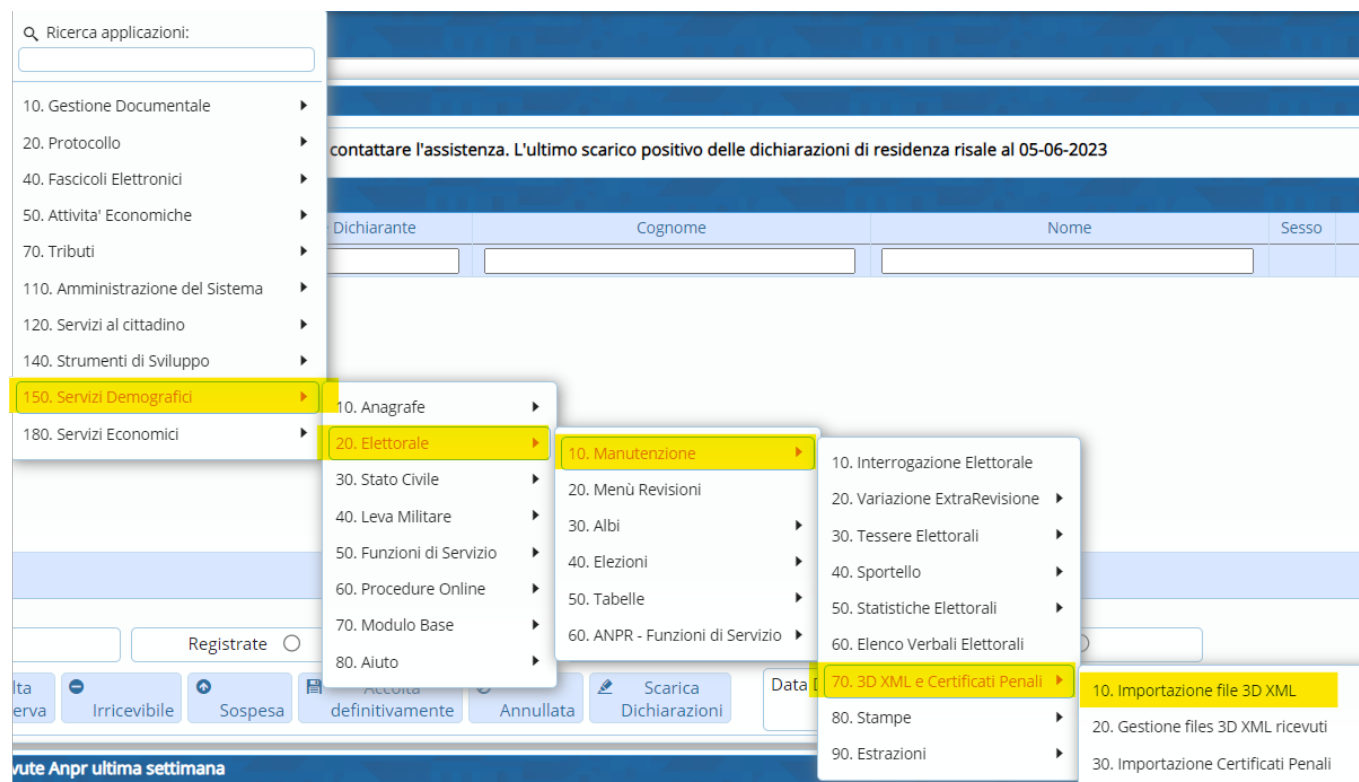 Ricerca applicazioni:
10. Gestione Documentale
20. Protocollo
40. Fascicoli Elettronici
50. Attivita' Economiche
70. Tributi
110. Amministrazione del Sistema
120. Servizi al cittadino
140. Strumenti di Sviluppo
150. Servizi Demografici
180. Servizi Economici
contattare l'assistenza. L'ultimo scarico positivo delle dichiarazioni di residenza risale al 05-06-2023
Dichiarante
Cognome
Nome
Sesso
10. Anagrafe
20. Elettorale
30. Stato Civile
40. Leva Militare
50. Funzioni di Servizio
60. Procedure Online
70. Modulo Base
80. Aiuto
10. Manutenzione
20. Menù Revisioni
30. Albi
40. Elezioni
50. Tabelle
60. ANPR - Funzioni di Servizio
10. Interrogazione Elettorale
20. Variazione ExtraRevisione
30. Tessere Elettorali
40. Sportello
50. Statistiche Elettorali
60. Elenco Verbali Elettorali
70. 3D XML e Certificati Penali
80. Stampe
90. Estrazioni
10. Importazione file 3D XML
20. Gestione files 3D XML ricevuti
30. Importazione Certificati Penali
Registrate
lta
erva
Irricevibile
Sospesa
Accolta
definitivamente
Annullata
Scarica
Dichiarazioni
Data
vute Anpr ultima settimana